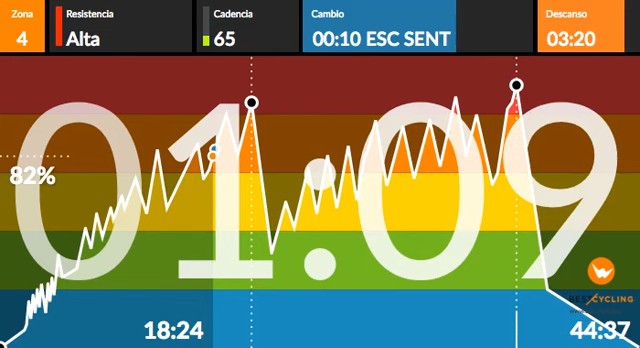 Zona
4
Resistencia
Alta
Cadencia
65
Cambio
00:10 ESC SENT
Descanso
03:20
01:09
82%
BESTCYCLING
18:24
44:37